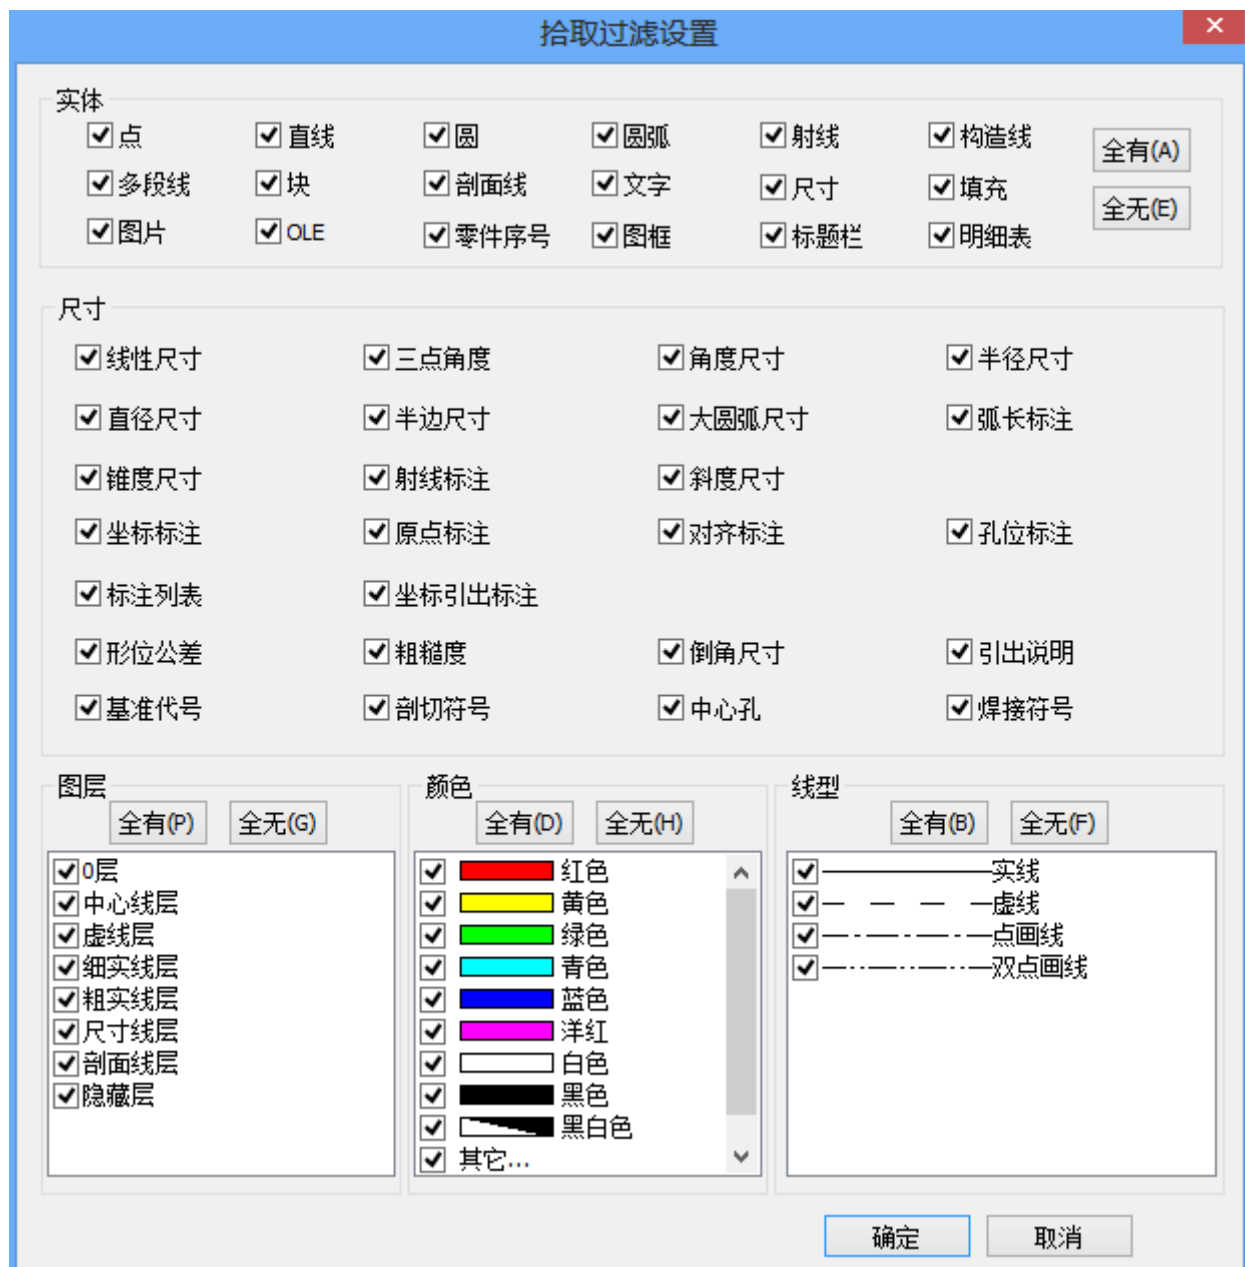 拾取过滤设置
实体
点 直线 圆 圆弧 射线 构造线 全有(A)
多段线 块 剖面线 文字 尺寸 填充 全无(E)
图片 OLE 零件序号 图框 标题栏 明细表
尺寸
线性尺寸 三点角度 角度尺寸 半径尺寸
直径尺寸 半边尺寸 大圆弧尺寸 弧长标注
锥度尺寸 射线标注 斜度尺寸
坐标标注 原点标注 对齐标注 孔位标注
标注列表 坐标引出标注
形位公差 粗糙度 倒角尺寸 引出说明
基准代号 剖切符号 中心孔 焊接符号
图层
全有(P) 全无(G)
0层
中心线层
虚线层
细实线层
粗实线层
尺寸线层
剖面线层
隐藏层
颜色
全有(D) 全无(H)
红色
黄色
绿色
青色
蓝色
洋红
白色
黑色
黑白色
其它...
线型
全有(B) 全无(F)
实线
虚线
点画线
双点画线
确定 取消